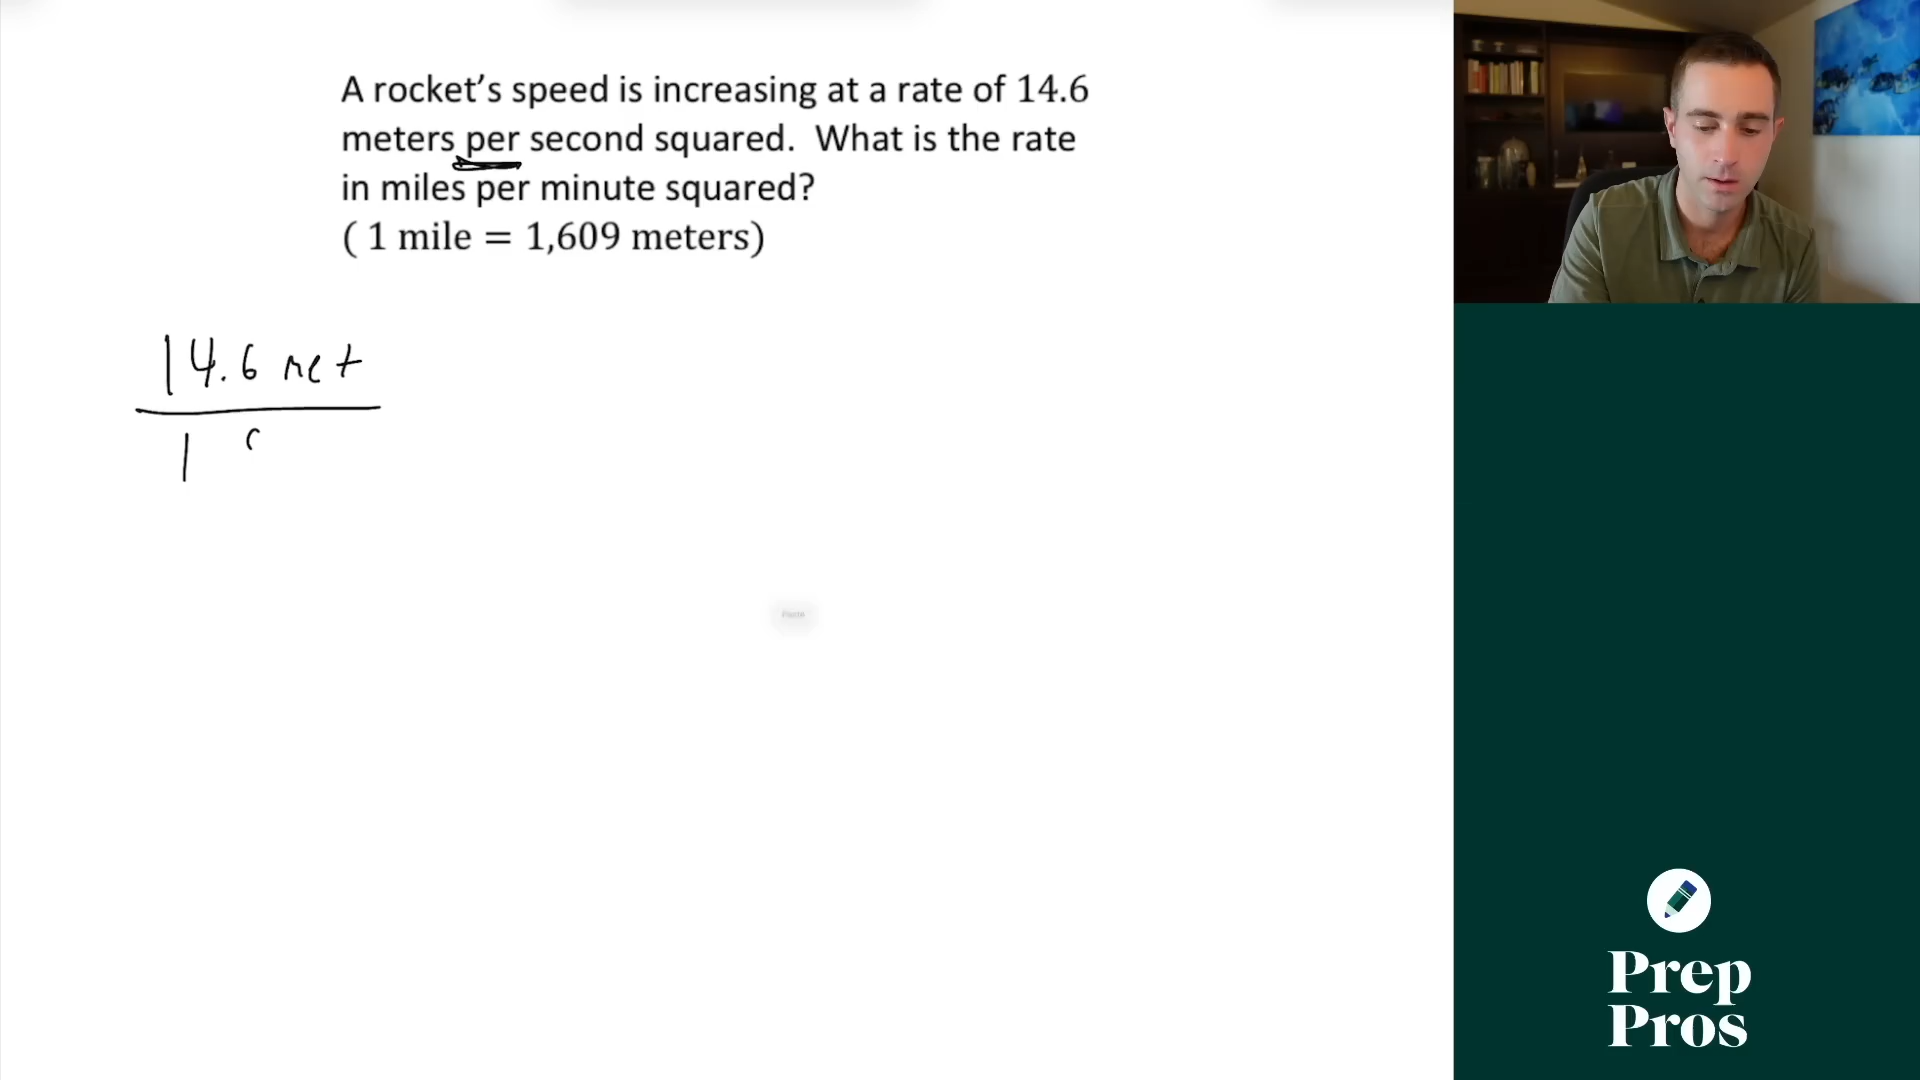 A rocket’s speed is increasing at a rate of 14.6
meters per second squared.  What is the rate
in miles per minute squared?
( 1 mile = 1,609 meters)
14.6 met
1
Prep
Pros